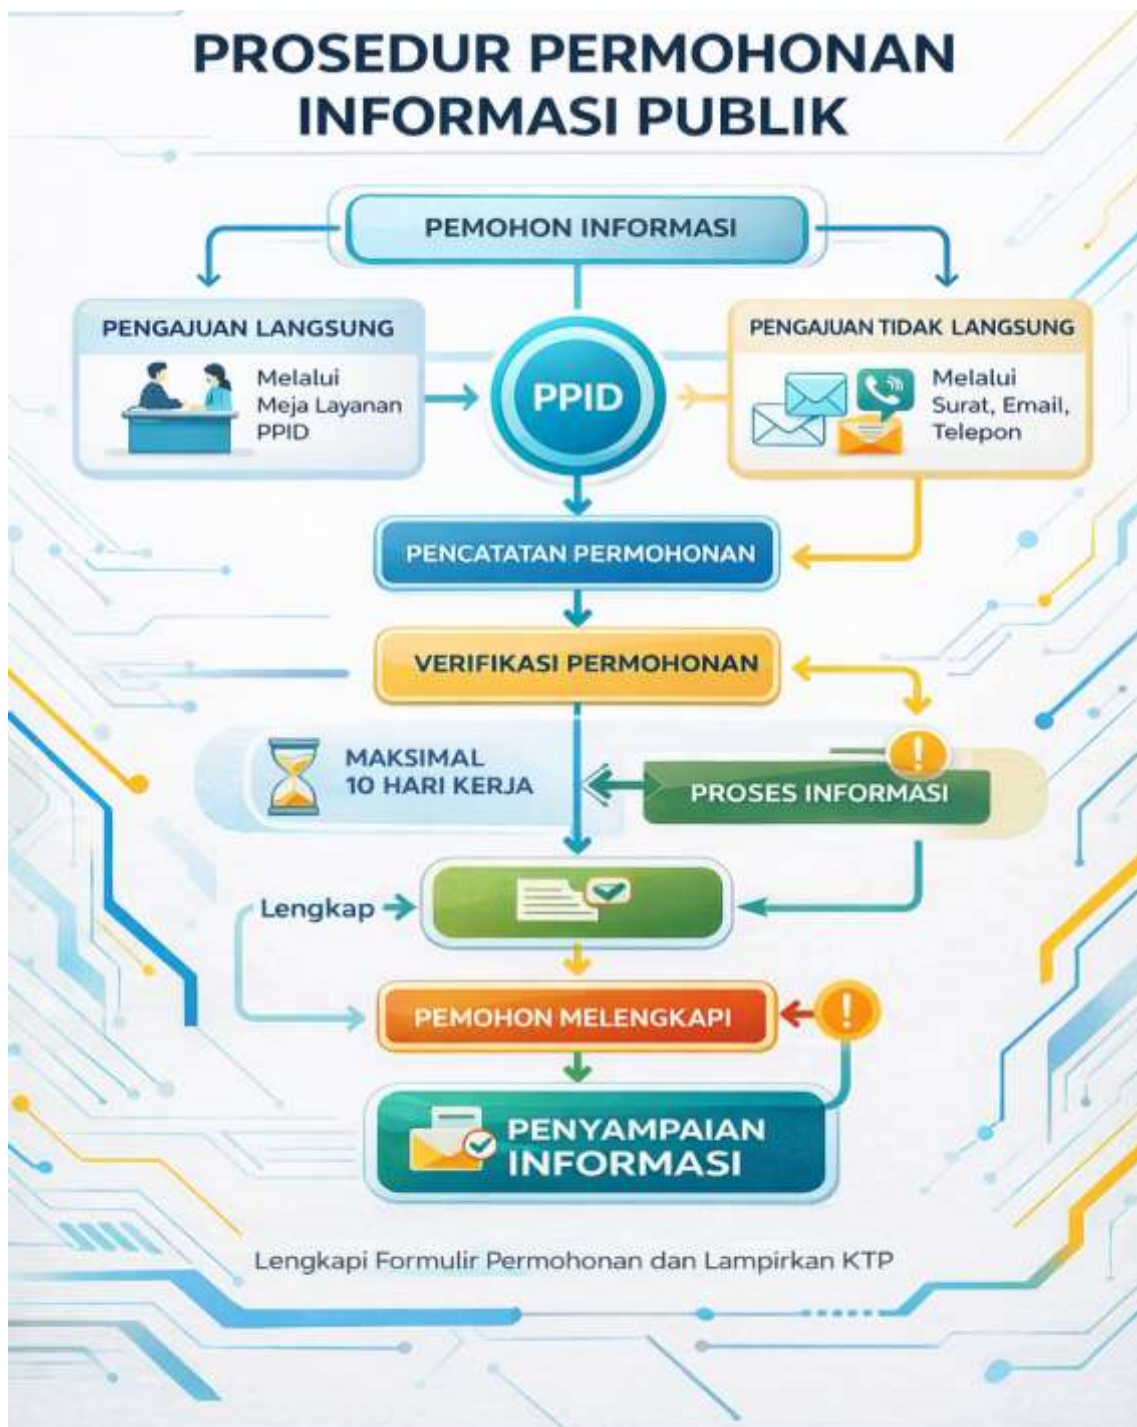 PROSEDUR PERMOHONAN
INFORMASI PUBLIK
PEMOHON INFORMASI
PENGAJUAN LANGSUNG
Melalui
Meja Layanan
PPID
PPID
PENGAJUAN TIDAK LANGSUNG
Melalui
Surat, Email,
Telepon
PENCATATAN PERMOHONAN
VERIFIKASI PERMOHONAN
MAKSIMAL
10 HARI KERJA
!
PROSES INFORMASI
Lengkap
PEMOHON MELENGKAPI
!
PENYAMPAIAN
INFORMASI
Lengkapi Formulir Permohonan dan Lampirkan KTP